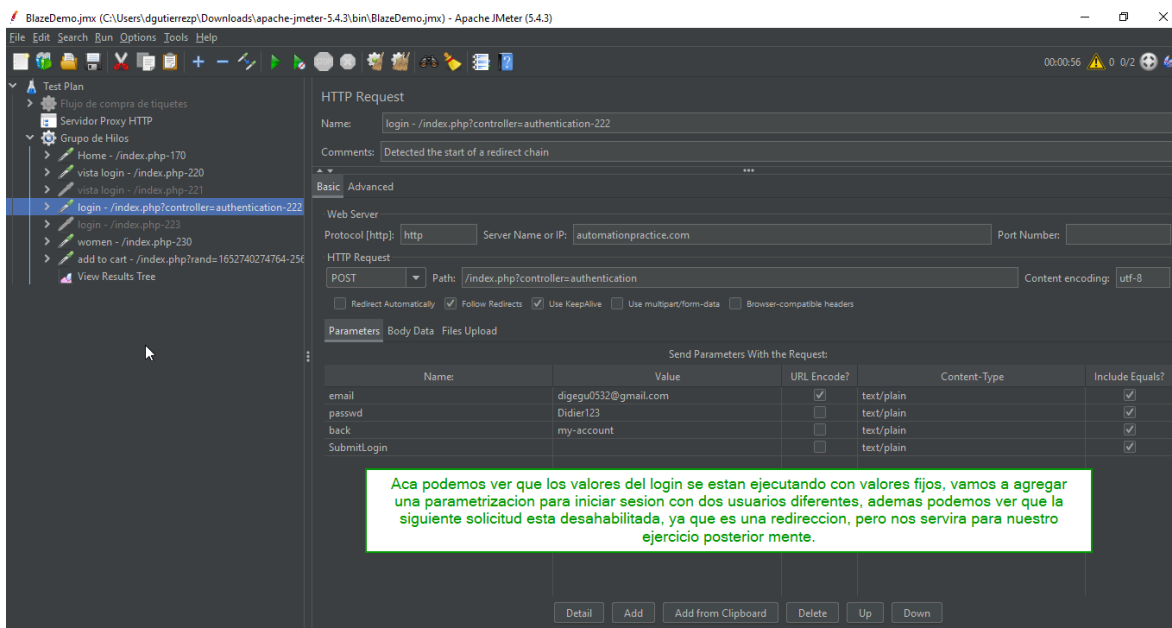 BlazeDemo.jmx (C:\Users\dgutierrezp\Downloads\apache-jmeter-5.4.3\bin\BlazeDemo.jmx) - Apache JMeter (5.4.3)
File Edit Search Run Options Tools Help
00:00:56 0 0/2
Test Plan
Flujo de compra de tiquetes
Servidor Proxy HTTP
Grupo de Hilos
Home - /index.php-170
vista login - /index.php-220
vista login - /index.php-221
login - /index.php?controller=authentication-222
login - /index.php-223
women - /index.php-230
add to cart - /index.php?rand=1652740274764-256
View Results Tree
HTTP Request
Name: login - /index.php?controller=authentication-222
Comments: Detected the start of a redirect chain
Basic Advanced
Web Server
Protocol [http]: http Server Name or IP: automationpractice.com Port Number:
HTTP Request
POST Path: /index.php?controller=authentication Content encoding: utf-8
Redirect Automatically Follow Redirects Use KeepAlive Use multipart/form-data Browser-compatible headers
Parameters Body Data Files Upload
Send Parameters With the Request:
Name: Value URL Encode? Content-Type Include Equals?
email digegu0532@gmail.com text/plain
passwd Didier123 text/plain
back my-account text/plain
SubmitLogin text/plain
Aca podemos ver que los valores del login se estan ejecutando con valores fijos, vamos a agregar
una parametrizacion para iniciar sesion con dos usuarios diferentes, ademas podemos ver que la
siguiente solicitud esta desahabilitada, ya que es una redireccion, pero nos servira para nuestro
ejercicio posterior mente.
Detail Add Add from Clipboard Delete Up Down